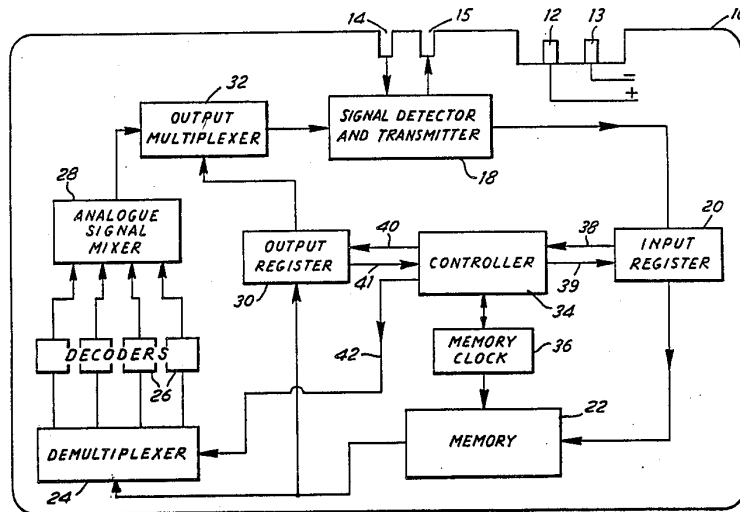 14
15
12
13
10
−
+
32
OUTPUT
MULTIPLEXER
SIGNAL DETECTOR
AND TRANSMITTER
18
28
ANALOGUE
SIGNAL
MIXER
20
40
38
OUTPUT
REGISTER
CONTROLLER
INPUT
REGISTER
30
41
34
39
DECODERS
26
42
MEMORY
CLOCK
36
22
DEMULTIPLEXER
MEMORY
24